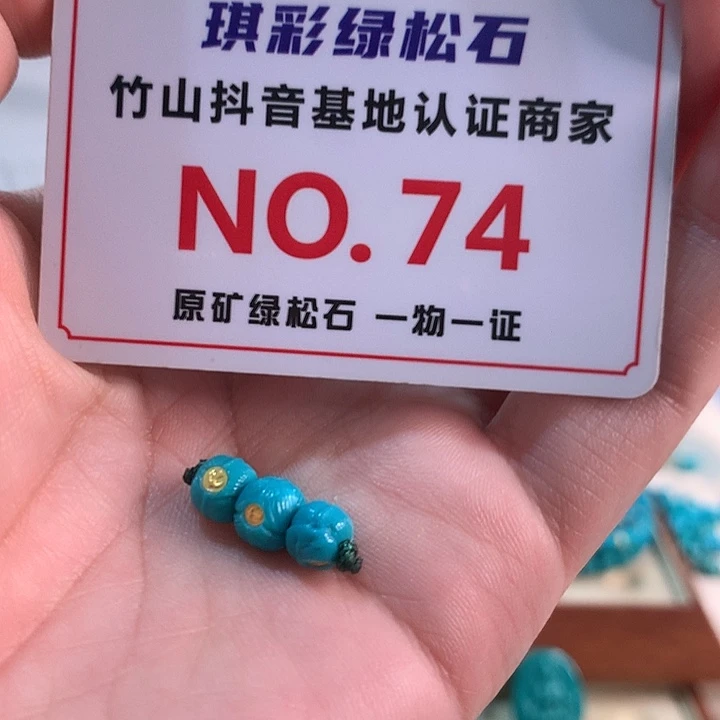 琪彩绿松石
竹山抖音基地认证商家
NO. 74
原矿绿松石 一物一证